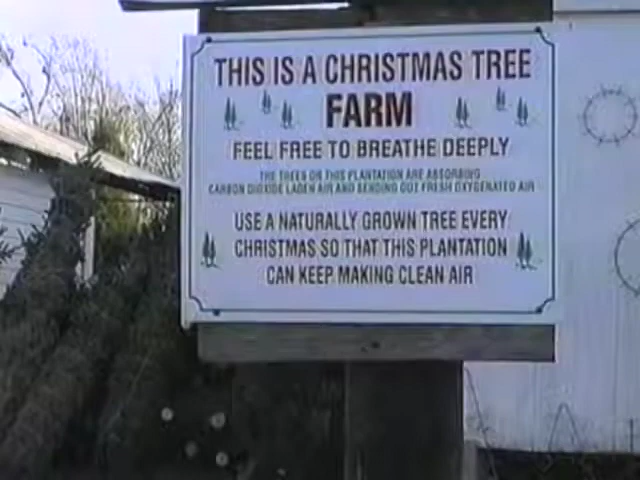 THIS IS A CHRISTMAS TREE
FARM
FEEL FREE TO BREATHE DEEPLY
THE TREES ON THIS PLANTATION ARE ABSORBING
CARBON DIOXIDE LADEN AIR AND SENDING OUT FRESH OXYGENATED AIR
USE A NATURALLY GROWN TREE EVERY
CHRISTMAS SO THAT THIS PLANTATION
CAN KEEP MAKING CLEAN AIR